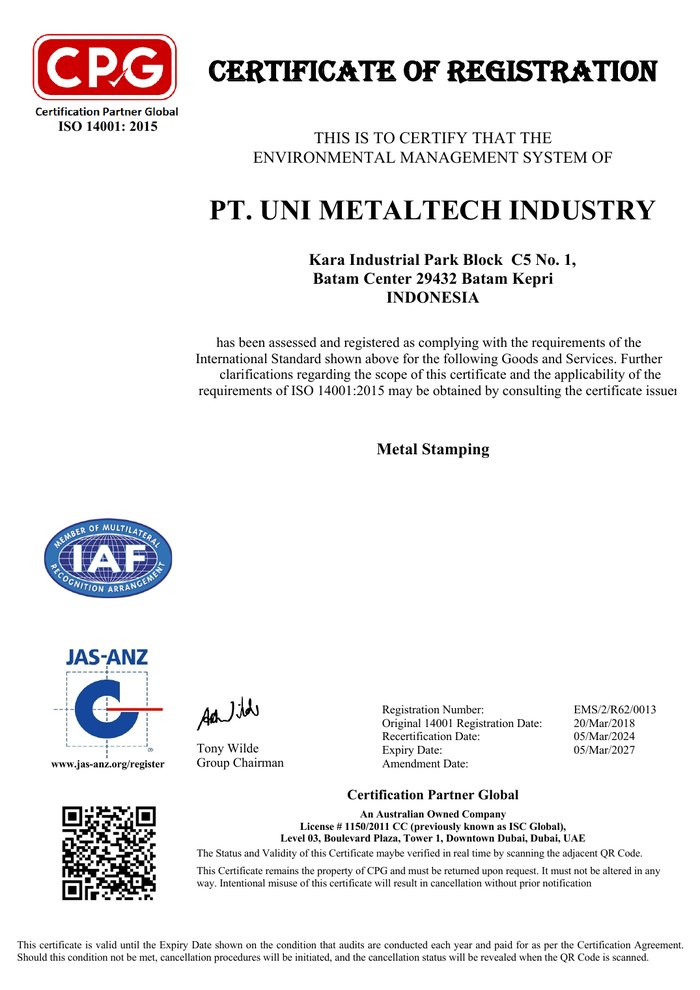 CPG
Certification Partner Global
ISO 14001: 2015
CERTIFICATE OF REGISTRATION
THIS IS TO CERTIFY THAT THE
ENVIRONMENTAL MANAGEMENT SYSTEM OF
PT. UNI METALTECH INDUSTRY
Kara Industrial Park Block C5 No. 1,
Batam Center 29432 Batam Kepri
INDONESIA
has been assessed and registered as complying with the requirements of the
International Standard shown above for the following Goods and Services. Further
clarifications regarding the scope of this certificate and the applicability of the
requirements of ISO 14001:2015 may be obtained by consulting the certificate issuer
Metal Stamping
MEMBER OF MULTILATERAL
IAF
RECOGNITION ARRANGEMENT
JAS-ANZ
C
®
www.jas-anz.org/register
Tony Wilde
Group Chairman
Registration Number: EMS/2/R62/0013
Original 14001 Registration Date: 20/Mar/2018
Recertification Date: 05/Mar/2024
Expiry Date: 05/Mar/2027
Amendment Date:
Certification Partner Global
An Australian Owned Company
License # 1150/2011 CC (previously known as ISC Global),
Level 03, Boulevard Plaza, Tower 1, Downtown Dubai, Dubai, UAE
The Status and Validity of this Certificate maybe verified in real time by scanning the adjacent QR Code.
This Certificate remains the property of CPG and must be returned upon request. It must not be altered in any
way. Intentional misuse of this certificate will result in cancellation without prior notification
This certificate is valid until the Expiry Date shown on the condition that audits are conducted each year and paid for as per the Certification Agreement.
Should this condition not be met, cancellation procedures will be initiated, and the cancellation status will be revealed when the QR Code is scanned.